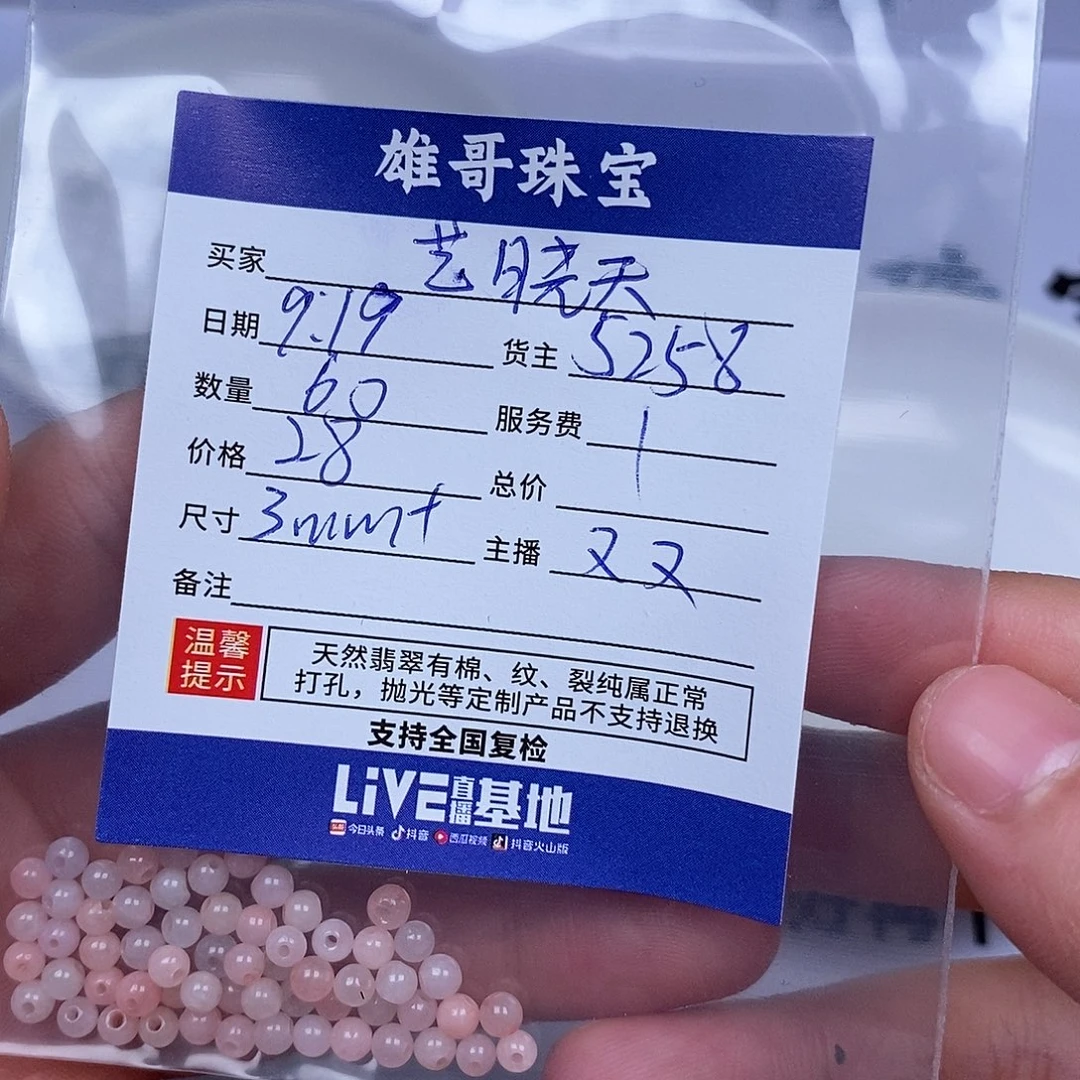 雄哥珠宝
买家 艺晓天
日期 9.19 货主 5258
数量 60 服务费 1
价格 28 总价
尺寸 3mm+ 主播 又又
备注
温馨提示 天然翡翠有棉、纹、裂纯属正常
打孔，抛光等定制产品不支持退换
支持全国复检
LiVE直播基地
头条 今日头条 抖音 西瓜视频 抖音火山版